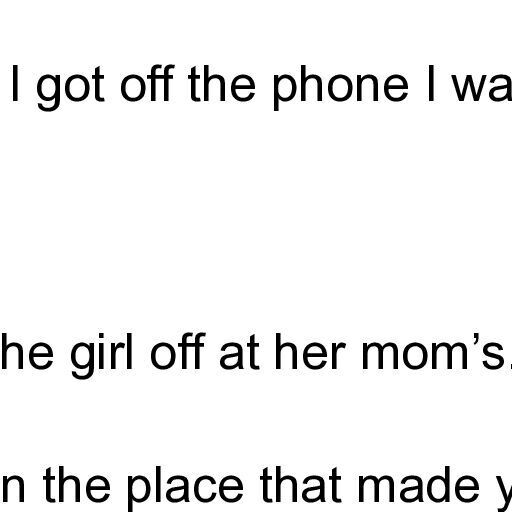 I got off the phone I wa
he girl off at her mom’s.
n the place that made y